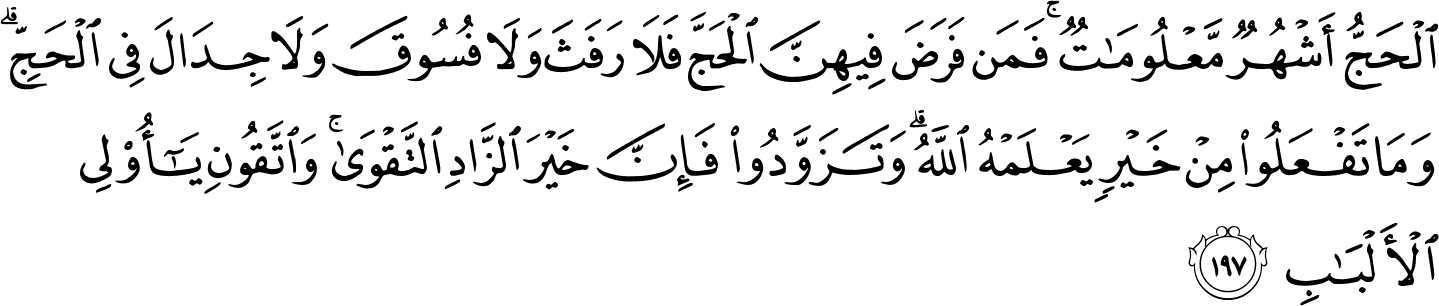 ٱلْحَجُّ أَشْهُرٌ مَّعْلُومَـٰتٌ ۚ فَمَن فَرَضَ فِيهِنَّ ٱلْحَجَّ فَلَا رَفَثَ وَلَا فُسُوقَ وَلَا جِدَالَ فِى ٱلْحَجِّ ۗ
وَمَا تَفْعَلُوا۟ مِنْ خَيْرٍ يَعْلَمْهُ ٱللَّهُ ۗ وَتَزَوَّدُوا۟ فَإِنَّ خَيْرَ ٱلزَّادِ ٱلتَّقْوَىٰ ۚ وَٱتَّقُونِ يَـٰٓأُو۟لِى
ٱلْأَلْبَـٰبِ ١٩٧